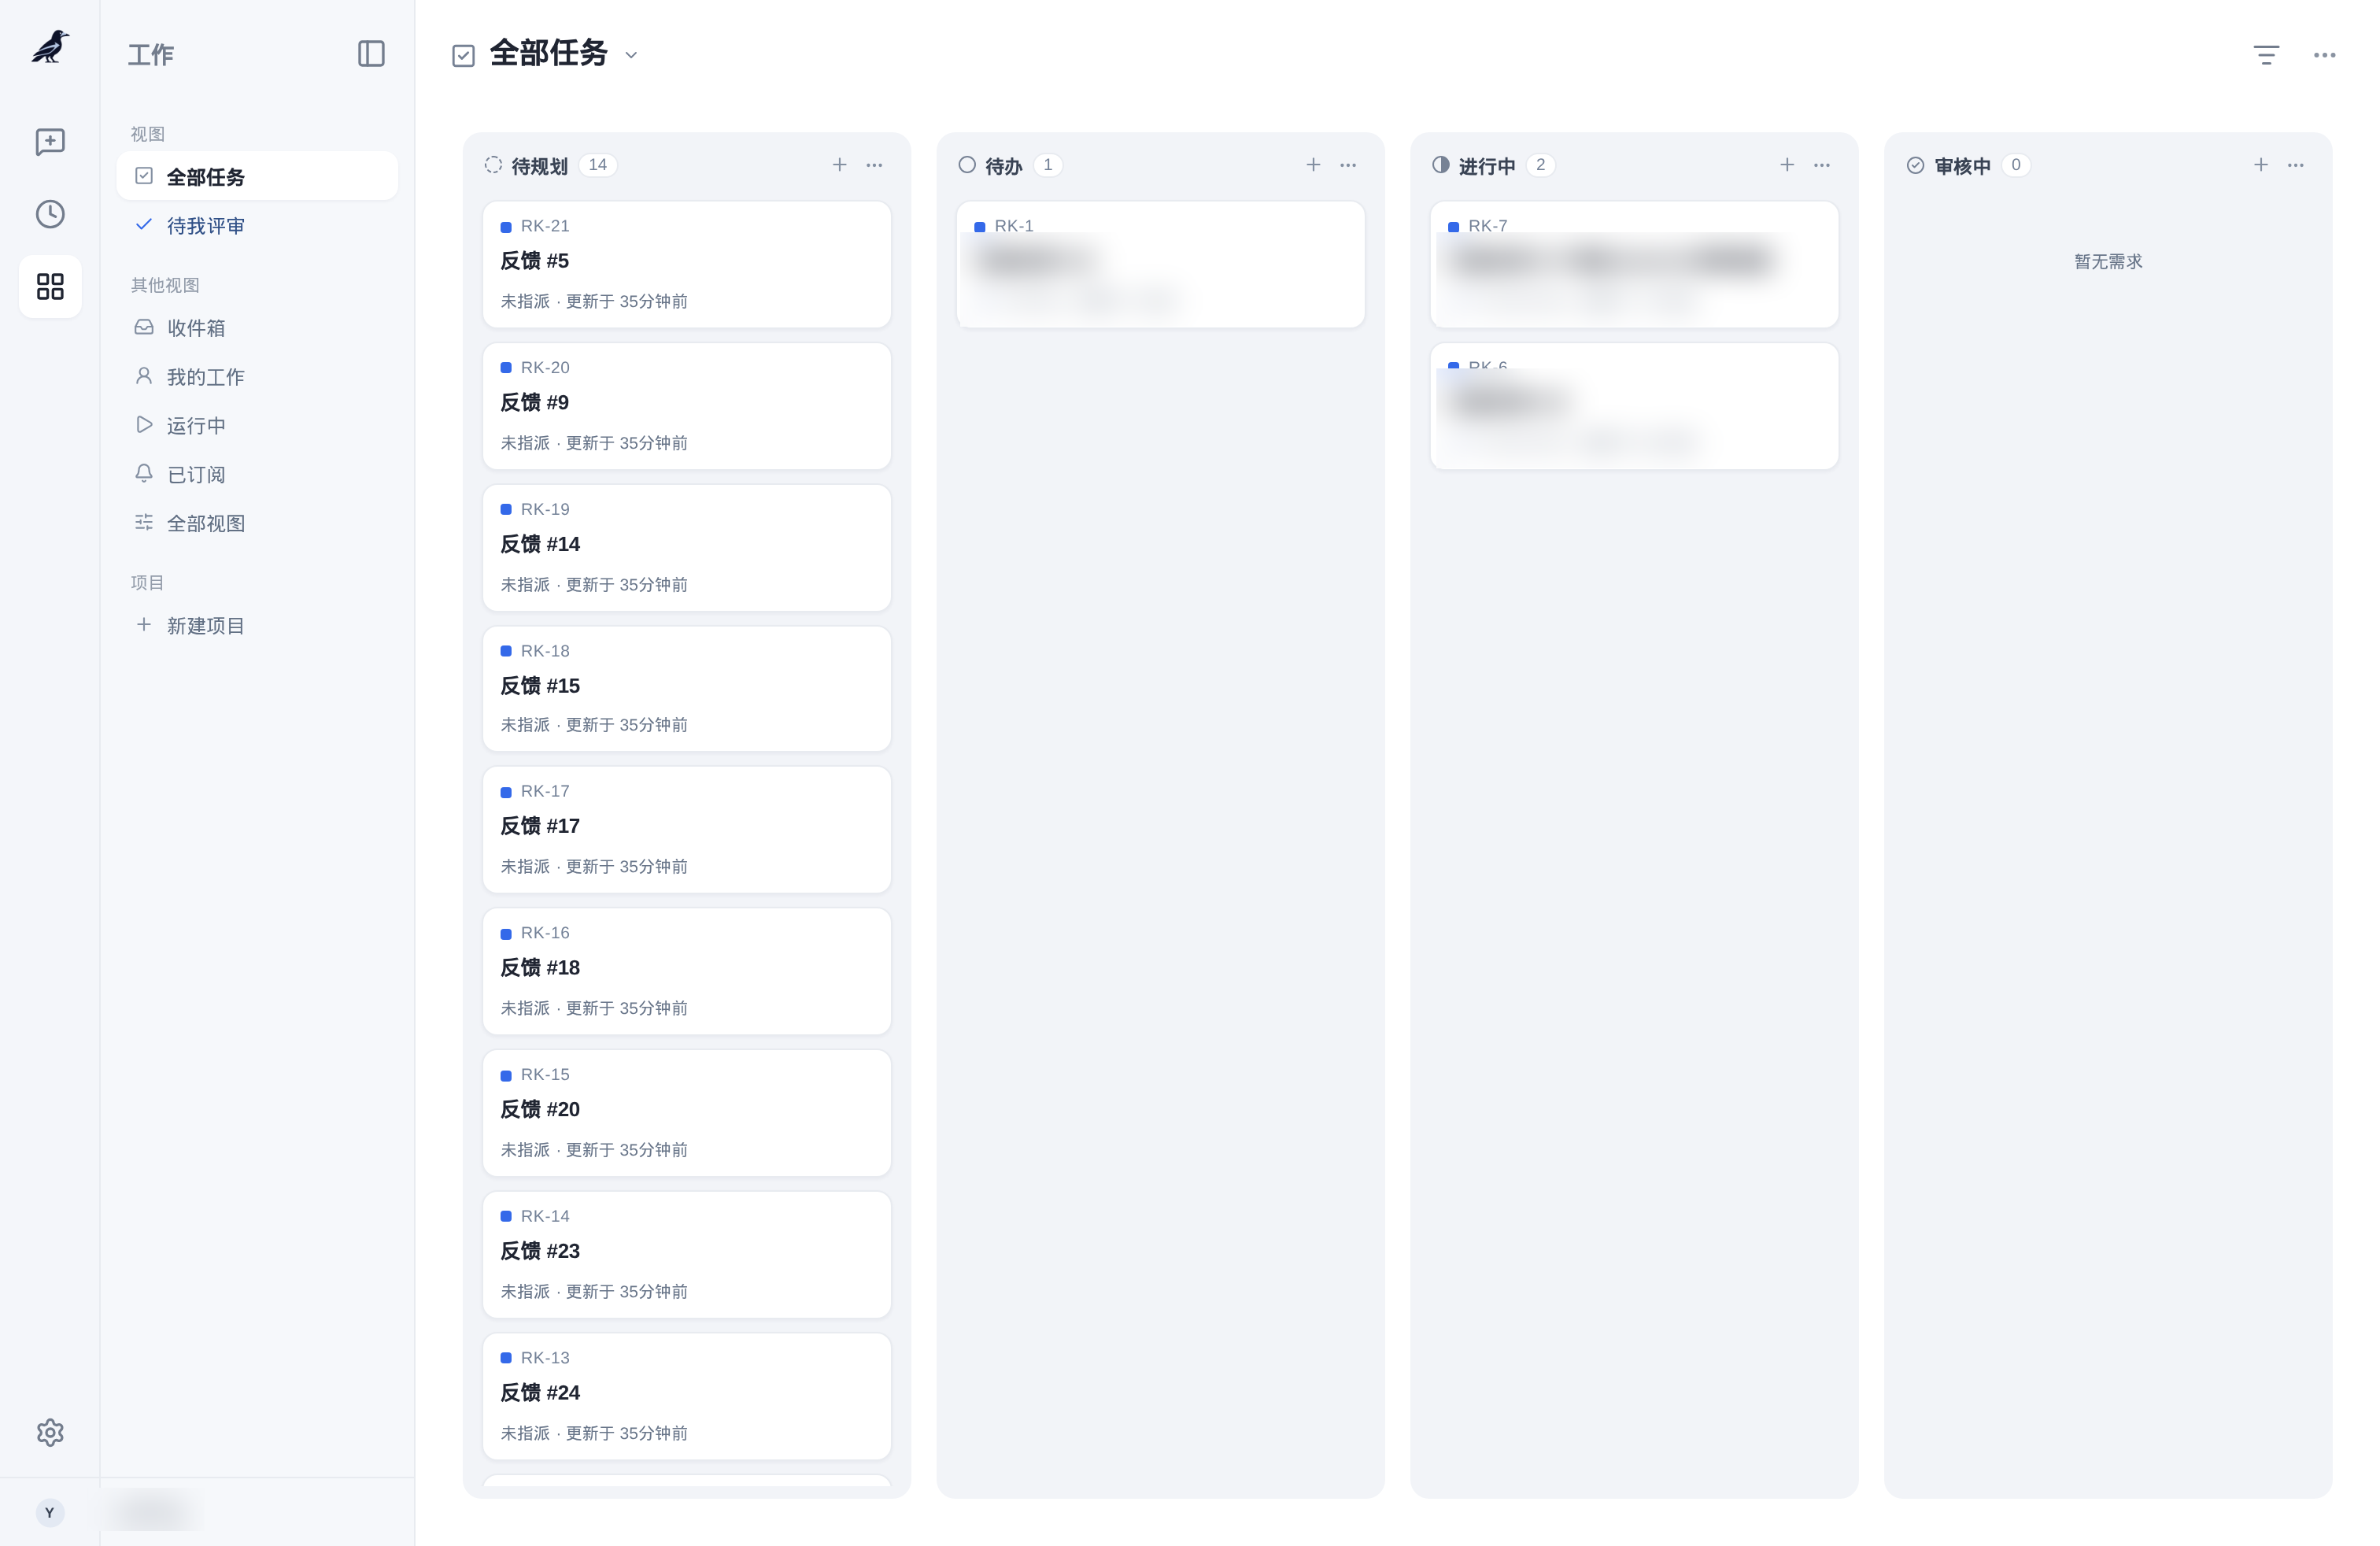 工作
视图
全部任务
待我评审
其他视图
收件箱
我的工作
运行中
已订阅
全部视图
项目
新建项目
Y
全部任务
待规划 14
RK-21
反馈 #5
未指派 · 更新于 35分钟前
RK-20
反馈 #9
未指派 · 更新于 35分钟前
RK-19
反馈 #14
未指派 · 更新于 35分钟前
RK-18
反馈 #15
未指派 · 更新于 35分钟前
RK-17
反馈 #17
未指派 · 更新于 35分钟前
RK-16
反馈 #18
未指派 · 更新于 35分钟前
RK-15
反馈 #20
未指派 · 更新于 35分钟前
RK-14
反馈 #23
未指派 · 更新于 35分钟前
RK-13
反馈 #24
未指派 · 更新于 35分钟前
待办 1
RK-1
进行中 2
RK-7
RK-6
审核中 0
暂无需求